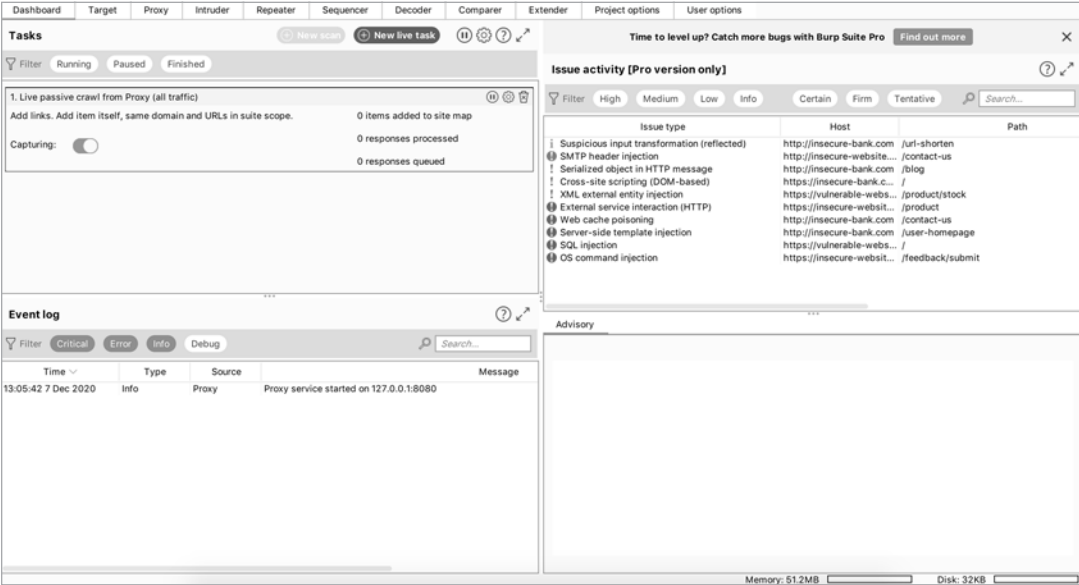 Dashboard Target Proxy Intruder Repeater Sequencer Decoder Comparer Extender Project options User options
Tasks
New scan New live task
Filter Running Paused Finished
1. Live passive crawl from Proxy (all traffic)
Add links. Add item itself, same domain and URLs in suite scope.
0 items added to site map
Capturing:
0 responses processed
0 responses queued
Event log
Filter Critical Error Info Debug Search...
Time Type Source Message
13:05:42 7 Dec 2020 Info Proxy Proxy service started on 127.0.0.1:8080
Time to level up? Catch more bugs with Burp Suite Pro Find out more
Issue activity [Pro version only]
Filter High Medium Low Info Certain Firm Tentative Search...
Issue type Host Path
Suspicious input transformation (reflected) http://insecure-bank.com /url-shorten
SMTP header injection http://insecure-website.... /contact-us
Serialized object in HTTP message http://insecure-bank.com /blog
Cross-site scripting (DOM-based) https://insecure-bank.c... /
XML external entity injection https://vulnerable-webs... /product/stock
External service interaction (HTTP) https://insecure-websit... /product
Web cache poisoning http://insecure-bank.com /contact-us
Server-side template injection http://insecure-bank.com /user-homepage
SQL injection https://vulnerable-webs... /
OS command injection https://insecure-websit... /feedback/submit
Advisory
Memory: 51.2MB Disk: 32KB